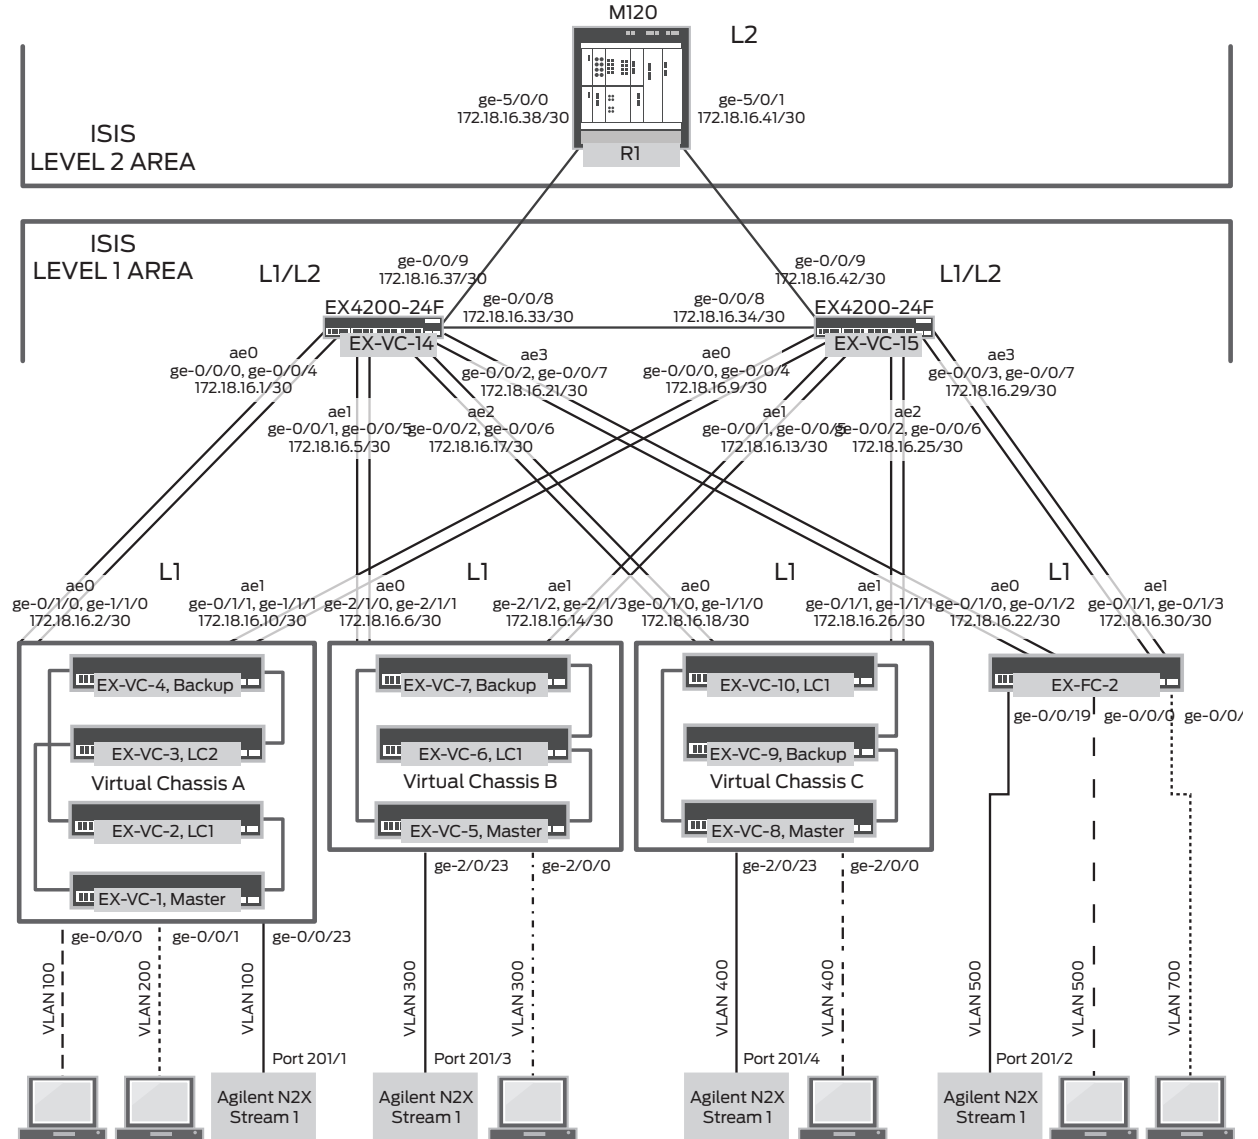 M120
L2
ge-5/0/0
172.18.16.38/30
ge-5/0/1
172.18.16.41/30
R1
ISIS
LEVEL 2 AREA
ISIS
LEVEL 1 AREA
L1/L2
ge-0/0/9
172.18.16.37/30
ge-0/0/9
172.18.16.42/30
L1/L2
EX4200-24F
ge-0/0/8
172.18.16.33/30
ge-0/0/8
172.18.16.34/30
EX4200-24F
EX-VC-14
EX-VC-15
ae0
ge-0/0/0, ge-0/0/4
172.18.16.1/30
ae3
ge-0/0/2, ge-0/0/7
172.18.16.21/30
ae0
ge-0/0/0, ge-0/0/4
172.18.16.9/30
ae3
ge-0/0/3, ge-0/0/7
172.18.16.29/30
ae1
ge-0/0/1, ge-0/0/5
172.18.16.5/30
ae2
ge-0/0/2, ge-0/0/6
172.18.16.17/30
ae1
ge-0/0/1, ge-0/0/5
172.18.16.13/30
ae2
ge-0/0/2, ge-0/0/6
172.18.16.25/30
L1
L1
L1
L1
ae0
ge-0/1/0, ge-1/1/0
172.18.16.2/30
ae1
ge-0/1/1, ge-1/1/1
172.18.16.10/30
ae0
ge-2/1/0, ge-2/1/1
172.18.16.6/30
ae1
ge-2/1/2, ge-2/1/3
172.18.16.14/30
ae0
ge-0/1/0, ge-1/1/0
172.18.16.18/30
ae1
ge-0/1/1, ge-1/1/1
172.18.16.26/30
ae0
ge-0/1/0, ge-0/1/2
172.18.16.22/30
ae1
ge-0/1/1, ge-0/1/3
172.18.16.30/30
EX-VC-4, Backup
EX-VC-3, LC2
Virtual Chassis A
EX-VC-2, LC1
EX-VC-1, Master
EX-VC-7, Backup
EX-VC-6, LC1
Virtual Chassis B
EX-VC-5, Master
EX-VC-10, LC1
EX-VC-9, Backup
Virtual Chassis C
EX-VC-8, Master
EX-FC-2
ge-0/0/19
ge-0/0/0
ge-0/0/
ge-2/0/23
ge-2/0/0
ge-2/0/23
ge-2/0/0
ge-0/0/0
ge-0/0/1
ge-0/0/23
VLAN 100
VLAN 200
VLAN 100
VLAN 300
VLAN 300
VLAN 400
VLAN 400
VLAN 500
VLAN 500
VLAN 700
Port 201/1
Port 201/3
Port 201/4
Port 201/2
Agilent N2X
Stream 1
Agilent N2X
Stream 1
Agilent N2X
Stream 1
Agilent N2X
Stream 1